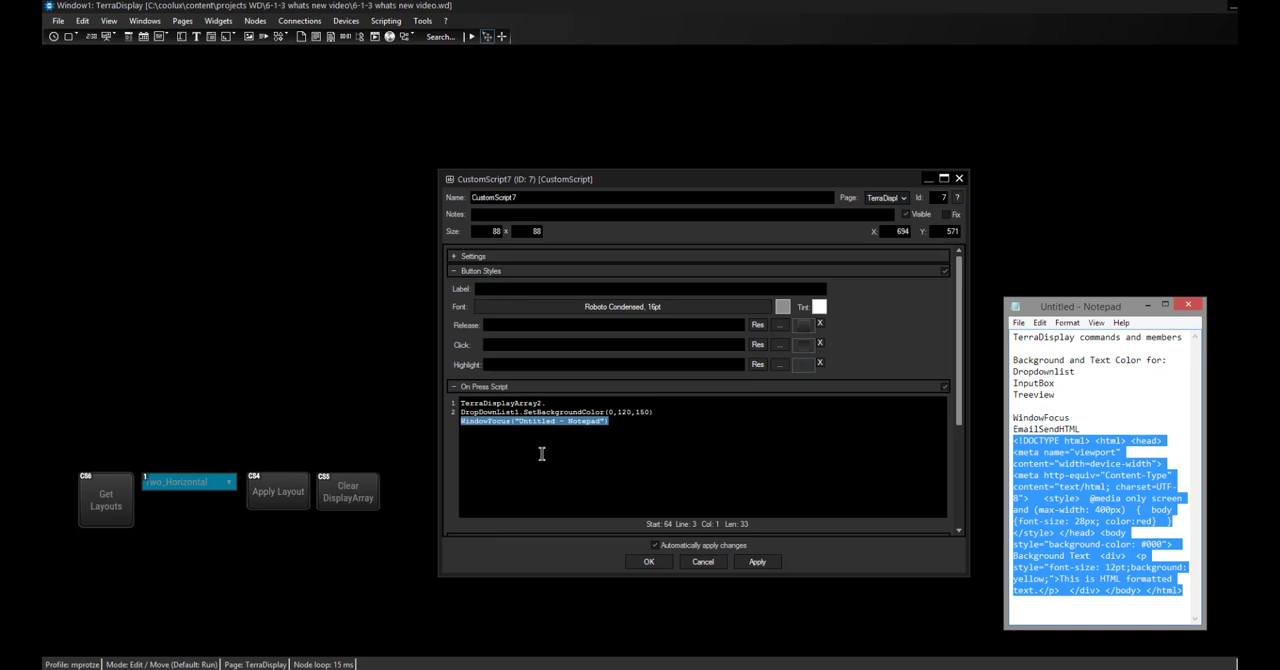 Window1: TerraDisplay [C:\coolux\content\projects WD\6-1-3 whats new video\6-1-3 whats new video.wd]
File Edit View Windows Pages Widgets Nodes Connections Devices Scripting Tools ?
Search...
CustomScript7 (ID: 7) [CustomScript]
Name: CustomScript7 Page: TerraDispl Id: 7 ?
Notes: Visible Fix
Size: 88 x 88 X: 694 Y: 571
+ Settings
− Button Styles
Label:
Font: Roboto Condensed, 16pt Tint:
Release: Res ... X
Click: Res ... X
Highlight: Res ... X
− On Press Script
1 TerraDisplayArray2.
2 DropDownList1.SetBackgroundColor(0,120,150)
WindowFocus("Untitled - Notepad")
Start: 64 Line: 3 Col: 1 Len: 33
Automatically apply changes
OK Cancel Apply
CS6
Get
Layouts
1
Two_Horizontal
CS4
Apply Layout
CS5
Clear
DisplayArray
Untitled - Notepad
File Edit Format View Help
TerraDisplay commands and members
Background and Text Color for:
Dropdownlist
InputBox
Treeview
WindowFocus
EmailSendHTML
<!DOCTYPE html> <html> <head>
<meta name="viewport"
content="width=device-width">
<meta http-equiv="Content-Type"
content="text/html; charset=UTF-
8"> <style> @media only screen
and (max-width: 400px) { body
{font-size: 28px; color:red} }
</style> </head> <body
style="background-color: #000">
Background Text <div> <p
style="font-size: 12pt;background:
yellow;">This is HTML formatted
text.</p> </div> </body> </html>
Profile: mprotze Mode: Edit / Move (Default: Run) Page: TerraDisplay Node loop: 15 ms